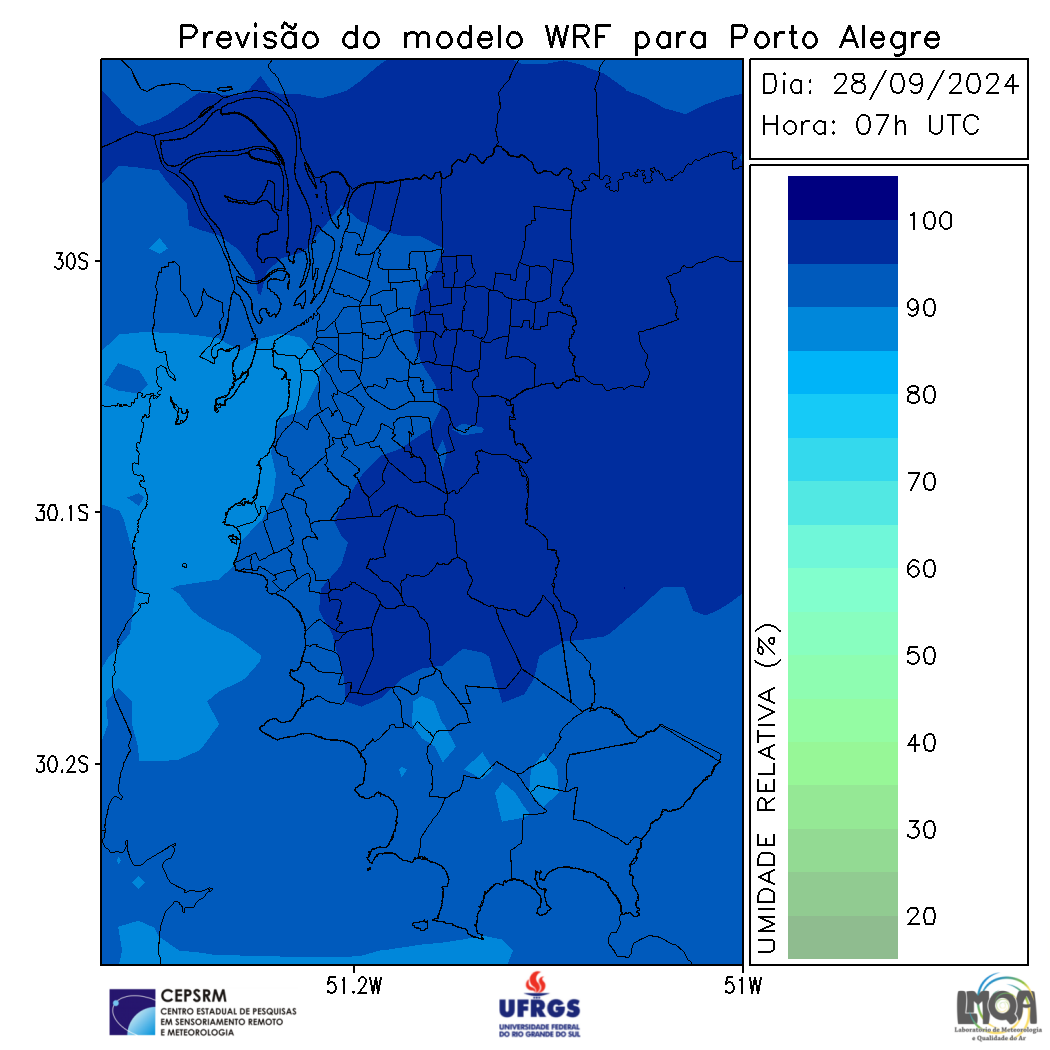 Previsão do modelo WRF para Porto Alegre
Dia: 28/09/2024
Hora: 07h UTC
30S
30.1S
30.2S
51.2W
51W
UMIDADE RELATIVA (%)
100
90
80
70
60
50
40
30
20
CEPSRM
CENTRO ESTADUAL DE PESQUISAS
EM SENSORIAMENTO REMOTO
E METEOROLOGIA
UFRGS
UNIVERSIDADE FEDERAL
DO RIO GRANDE DO SUL
LMQA
Laboratório de Meteorologia
e Qualidade do Ar